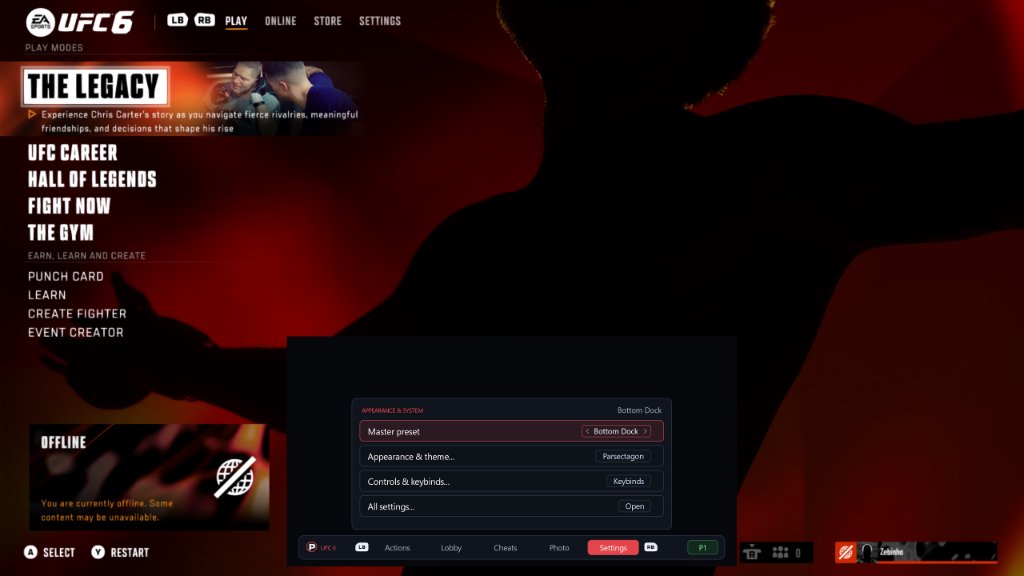 EA SPORTS UFC 6
LB RB PLAY ONLINE STORE SETTINGS
PLAY MODES
THE LEGACY
Experience Chris Carter's story as you navigate fierce rivalries, meaningful
friendships, and decisions that shape his rise
UFC CAREER
HALL OF LEGENDS
FIGHT NOW
THE GYM
EARN, LEARN AND CREATE
PUNCH CARD
LEARN
CREATE FIGHTER
EVENT CREATOR
OFFLINE
You are currently offline. Some
content may be unavailable.
A SELECT Y RESTART
APPEARANCE & SYSTEM Bottom Dock
Master preset ‹ Bottom Dock ›
Appearance & theme... Parsectagon
Controls & keybinds... Keybinds
All settings... Open
P LB Actions Lobby Cheats Photo Settings RB P1
R 0
Zebinho